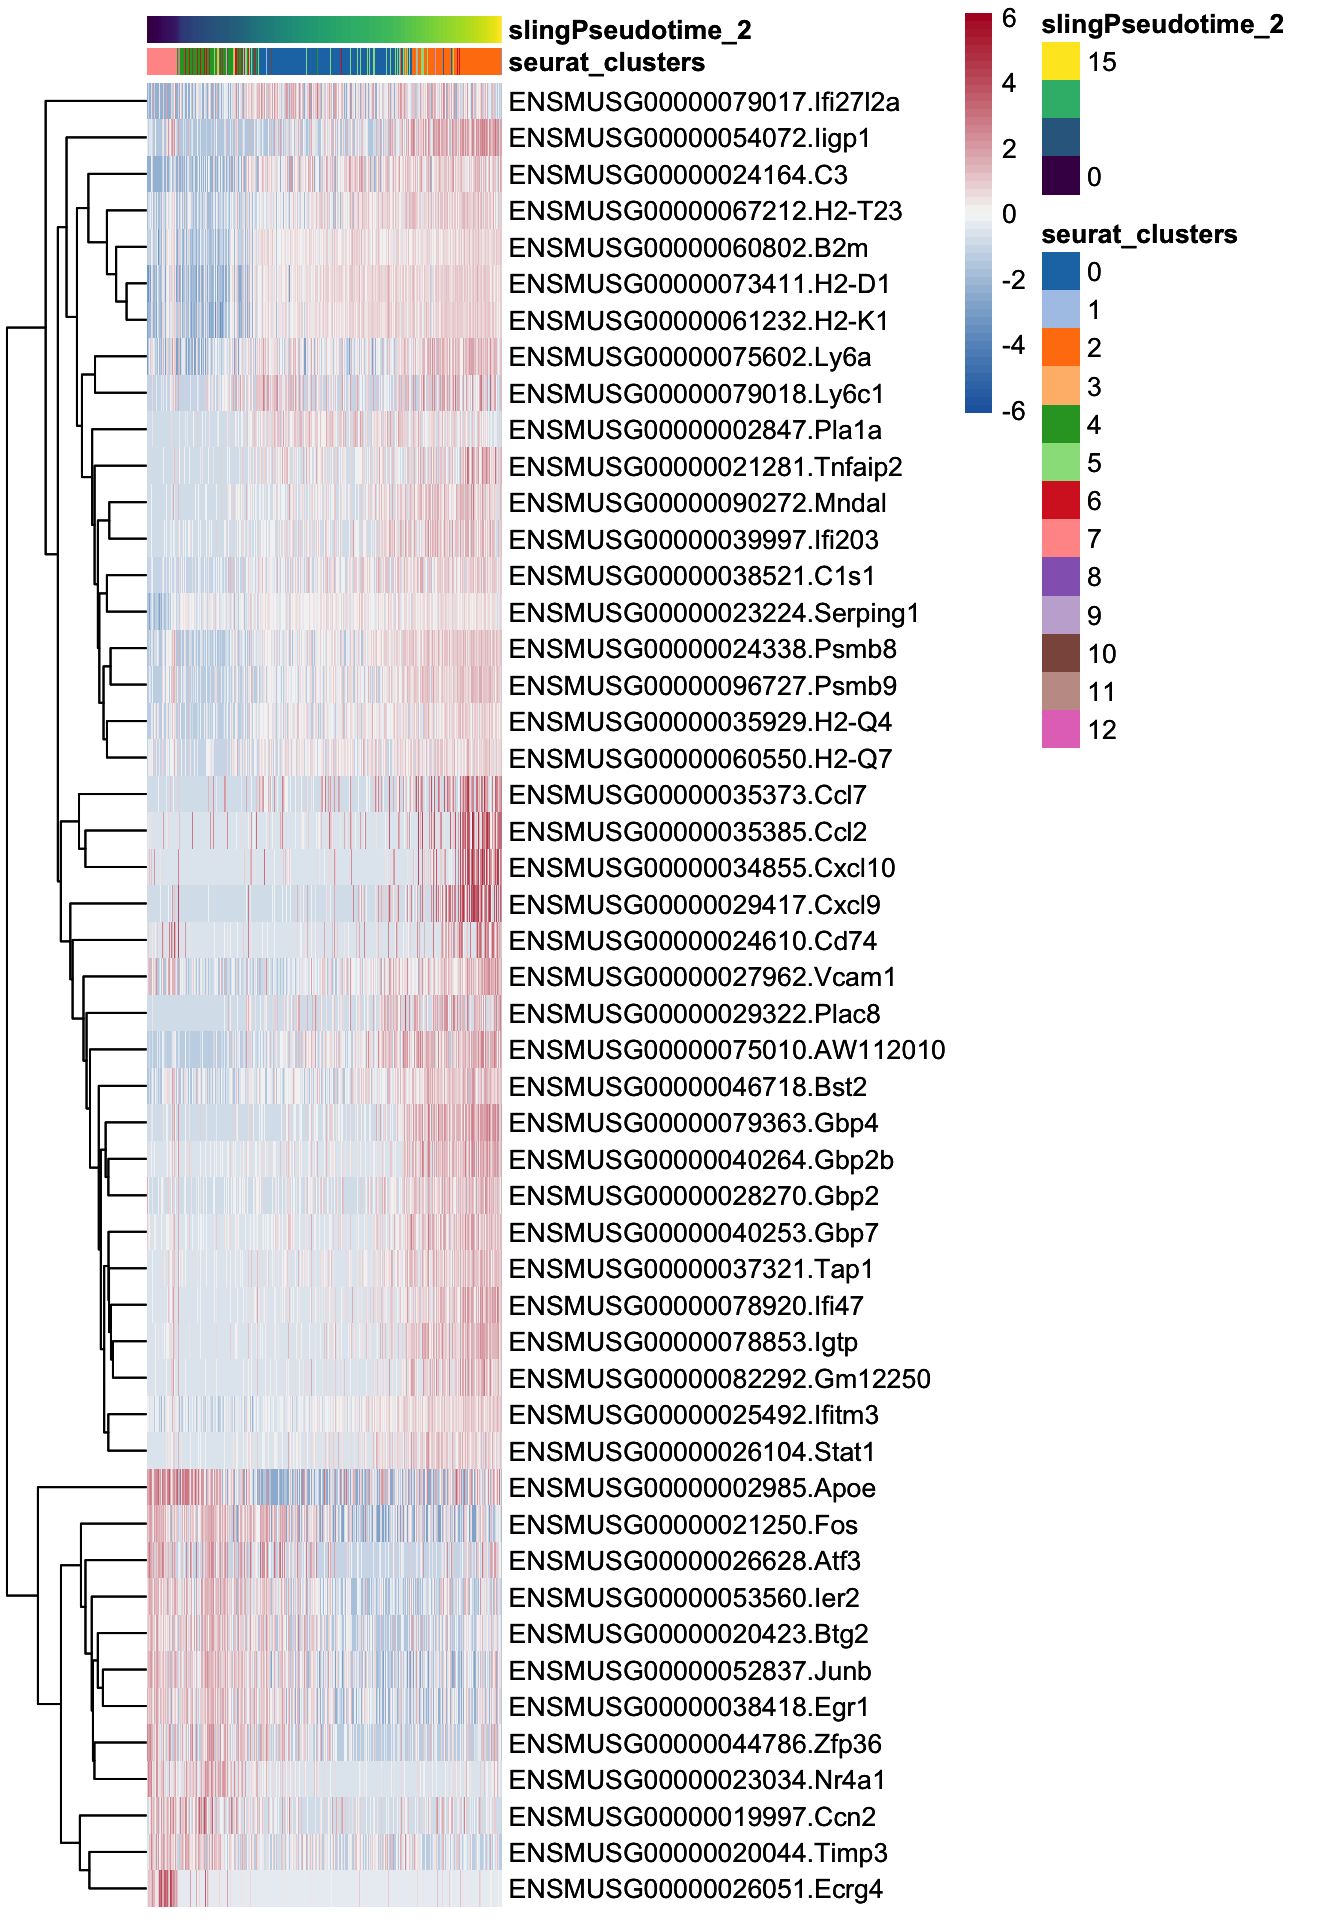 slingPseudotime_2
seurat_clusters
ENSMUSG00000079017.Ifi27l2a
ENSMUSG00000054072.Iigp1
ENSMUSG00000024164.C3
ENSMUSG00000067212.H2-T23
ENSMUSG00000060802.B2m
ENSMUSG00000073411.H2-D1
ENSMUSG00000061232.H2-K1
ENSMUSG00000075602.Ly6a
ENSMUSG00000079018.Ly6c1
ENSMUSG00000002847.Pla1a
ENSMUSG00000021281.Tnfaip2
ENSMUSG00000090272.Mndal
ENSMUSG00000039997.Ifi203
ENSMUSG00000038521.C1s1
ENSMUSG00000023224.Serping1
ENSMUSG00000024338.Psmb8
ENSMUSG00000096727.Psmb9
ENSMUSG00000035929.H2-Q4
ENSMUSG00000060550.H2-Q7
ENSMUSG00000035373.Ccl7
ENSMUSG00000035385.Ccl2
ENSMUSG00000034855.Cxcl10
ENSMUSG00000029417.Cxcl9
ENSMUSG00000024610.Cd74
ENSMUSG00000027962.Vcam1
ENSMUSG00000029322.Plac8
ENSMUSG00000075010.AW112010
ENSMUSG00000046718.Bst2
ENSMUSG00000079363.Gbp4
ENSMUSG00000040264.Gbp2b
ENSMUSG00000028270.Gbp2
ENSMUSG00000040253.Gbp7
ENSMUSG00000037321.Tap1
ENSMUSG00000078920.Ifi47
ENSMUSG00000078853.Igtp
ENSMUSG00000082292.Gm12250
ENSMUSG00000025492.Ifitm3
ENSMUSG00000026104.Stat1
ENSMUSG00000002985.Apoe
ENSMUSG00000021250.Fos
ENSMUSG00000026628.Atf3
ENSMUSG00000053560.Ier2
ENSMUSG00000020423.Btg2
ENSMUSG00000052837.Junb
ENSMUSG00000038418.Egr1
ENSMUSG00000044786.Zfp36
ENSMUSG00000023034.Nr4a1
ENSMUSG00000019997.Ccn2
ENSMUSG00000020044.Timp3
ENSMUSG00000026051.Ecrg4
6
4
2
0
-2
-4
-6
slingPseudotime_2
15
0
seurat_clusters
0
1
2
3
4
5
6
7
8
9
10
11
12